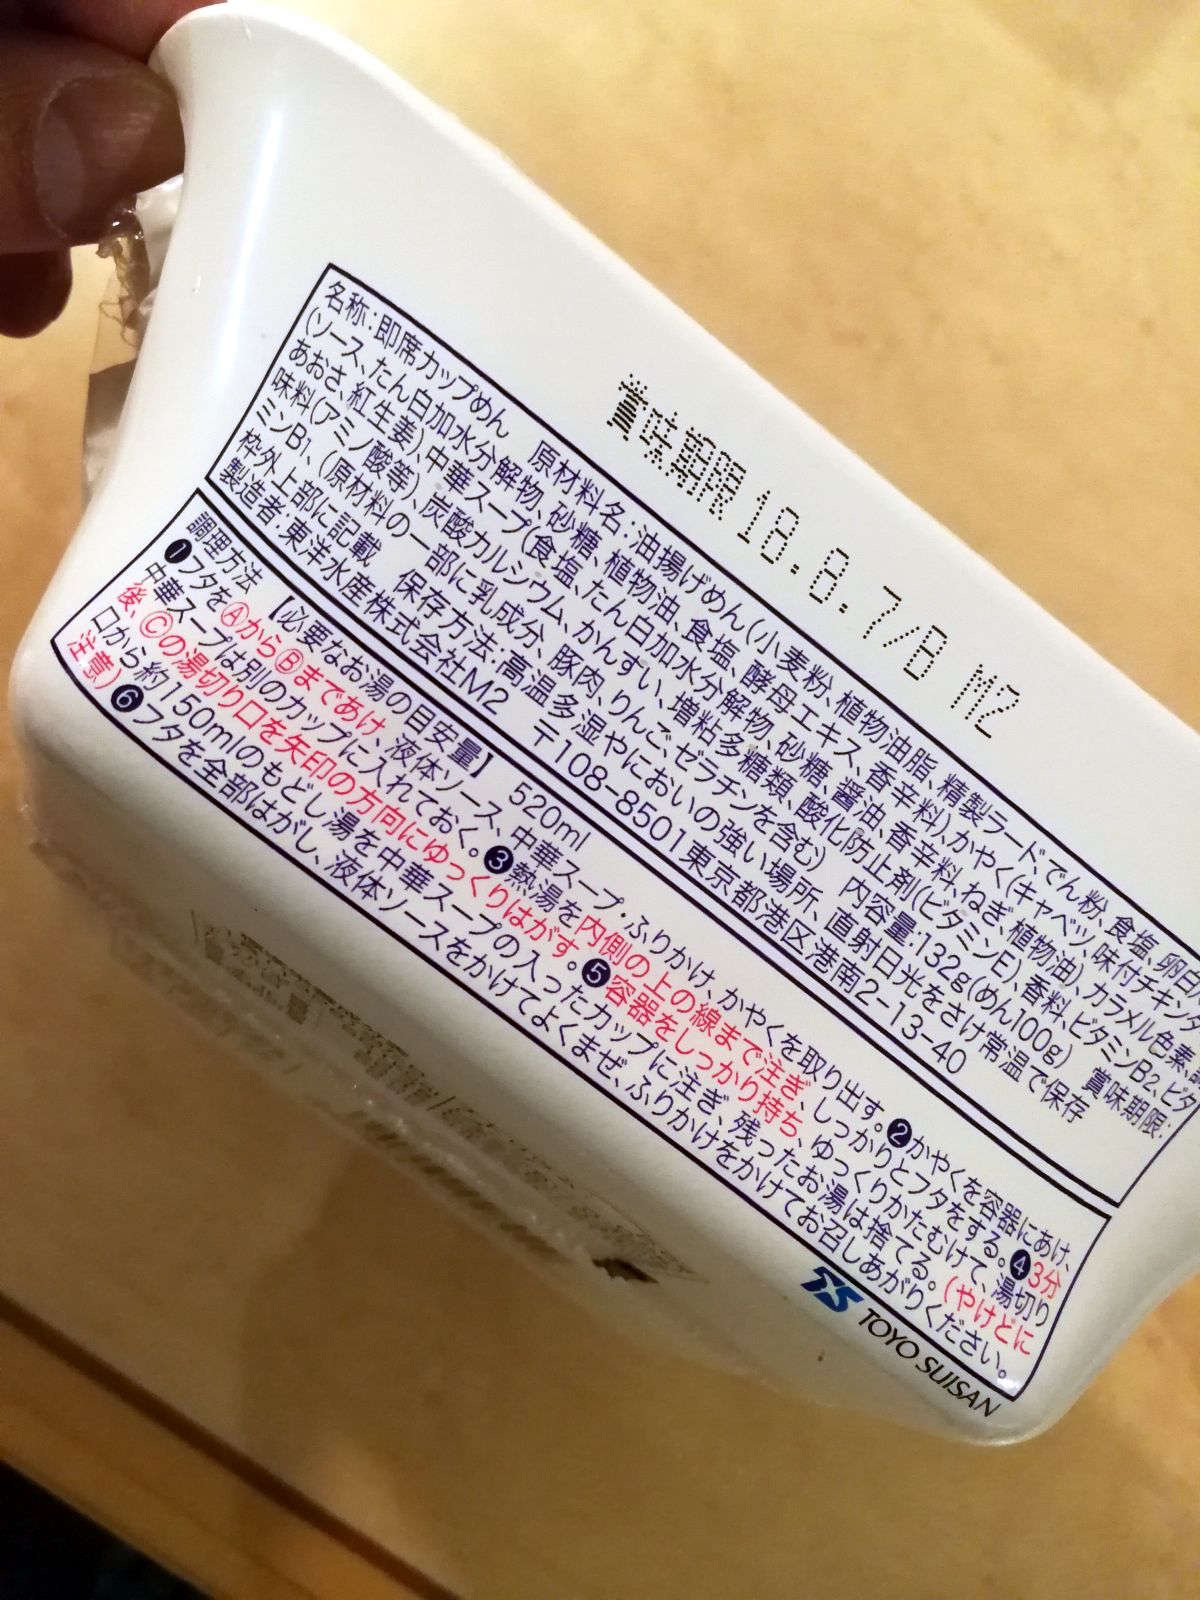 賞味期限 18.8.7/B M2
名称:即席カップめん 原材料名:油揚げめん(小麦粉、植物油脂、精製ラード、でん粉、食塩、卵白
(ソース、たん白加水分解物、砂糖、植物油、食塩、酵母エキス、香辛料)、かやく(キャベツ、味付チキンダ
あおさ、紅生姜)、中華スープ(食塩、たん白加水分解物、砂糖、醤油、香辛料、ねぎ、植物油)、カラメル色素、調
味料(アミノ酸等)、炭酸カルシウム、かんすい、増粘多糖類、酸化防止剤(ビタミンE)、香料、ビタミンB2、ビタ
ミンB1、(原材料の一部に乳成分、豚肉、りんご、ゼラチンを含む) 内容量:132g(めん100g) 賞味期限:
枠外上部に記載 保存方法:高温多湿やにおいの強い場所、直射日光をさけ常温で保存
製造者:東洋水産株式会社M2 〒108-8501東京都港区港南2-13-40
調理方法 【必要なお湯の目安量】 520ml
❶フタをⒶからⒷまであけ、液体ソース、中華スープ・ふりかけ、かやくを取り出す。❷かやくを容器にあけ、
中華スープは別のカップに入れておく。❸熱湯を内側の上の線まで注ぎ、しっかりとフタをする。❹3分
後、Ⓒの湯切り口を矢印の方向にゆっくりはがす。❺容器をしっかり持ち、ゆっくりかたむけて、湯切り
口から約150mlのもどし湯を中華スープの入ったカップに注ぎ、残ったお湯は捨てる。(やけどに
注意)❻フタを全部はがし、液体ソースをかけてよくまぜ、ふりかけをかけてお召しあがりください。
TS TOYO SUISAN